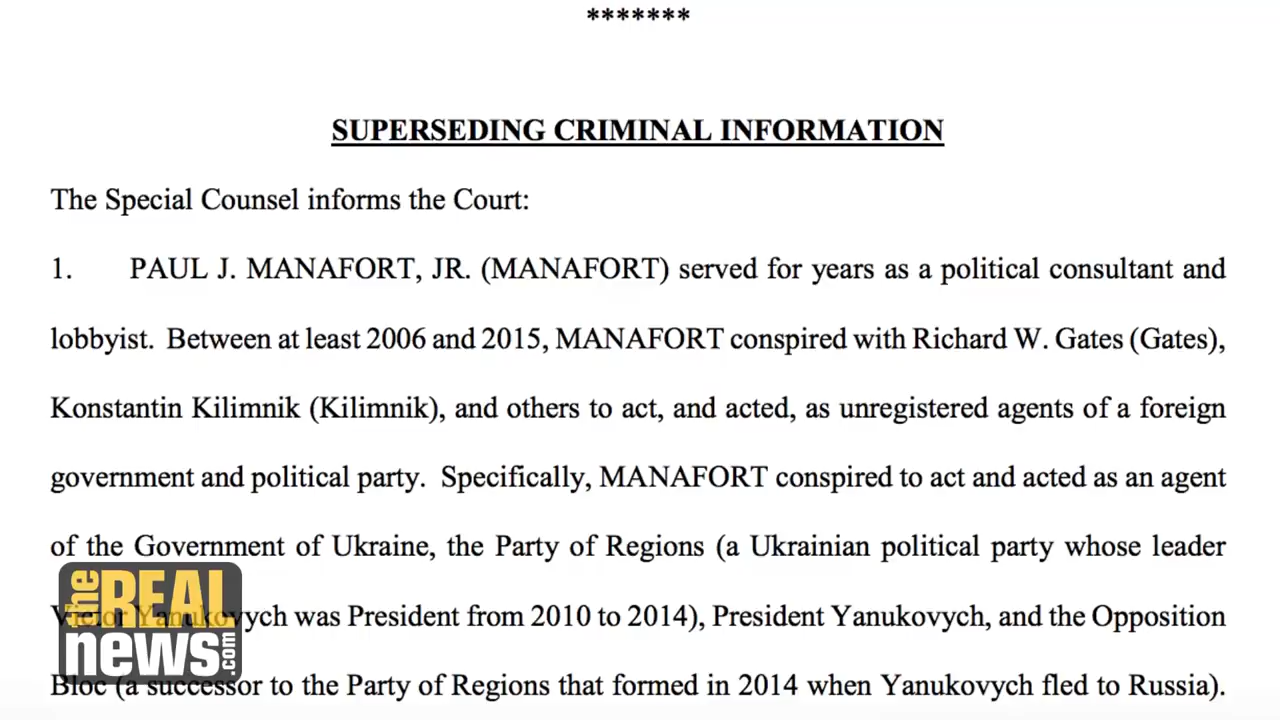 *******
SUPERSEDING CRIMINAL INFORMATION
The Special Counsel informs the Court:
1. PAUL J. MANAFORT, JR. (MANAFORT) served for years as a political consultant and
lobbyist. Between at least 2006 and 2015, MANAFORT conspired with Richard W. Gates (Gates),
Konstantin Kilimnik (Kilimnik), and others to act, and acted, as unregistered agents of a foreign
government and political party. Specifically, MANAFORT conspired to act and acted as an agent
of the Government of Ukraine, the Party of Regions (a Ukrainian political party whose leader
Victor Yanukovych was President from 2010 to 2014), President Yanukovych, and the Opposition
Bloc (a successor to the Party of Regions that formed in 2014 when Yanukovych fled to Russia).
the REAL
news.com